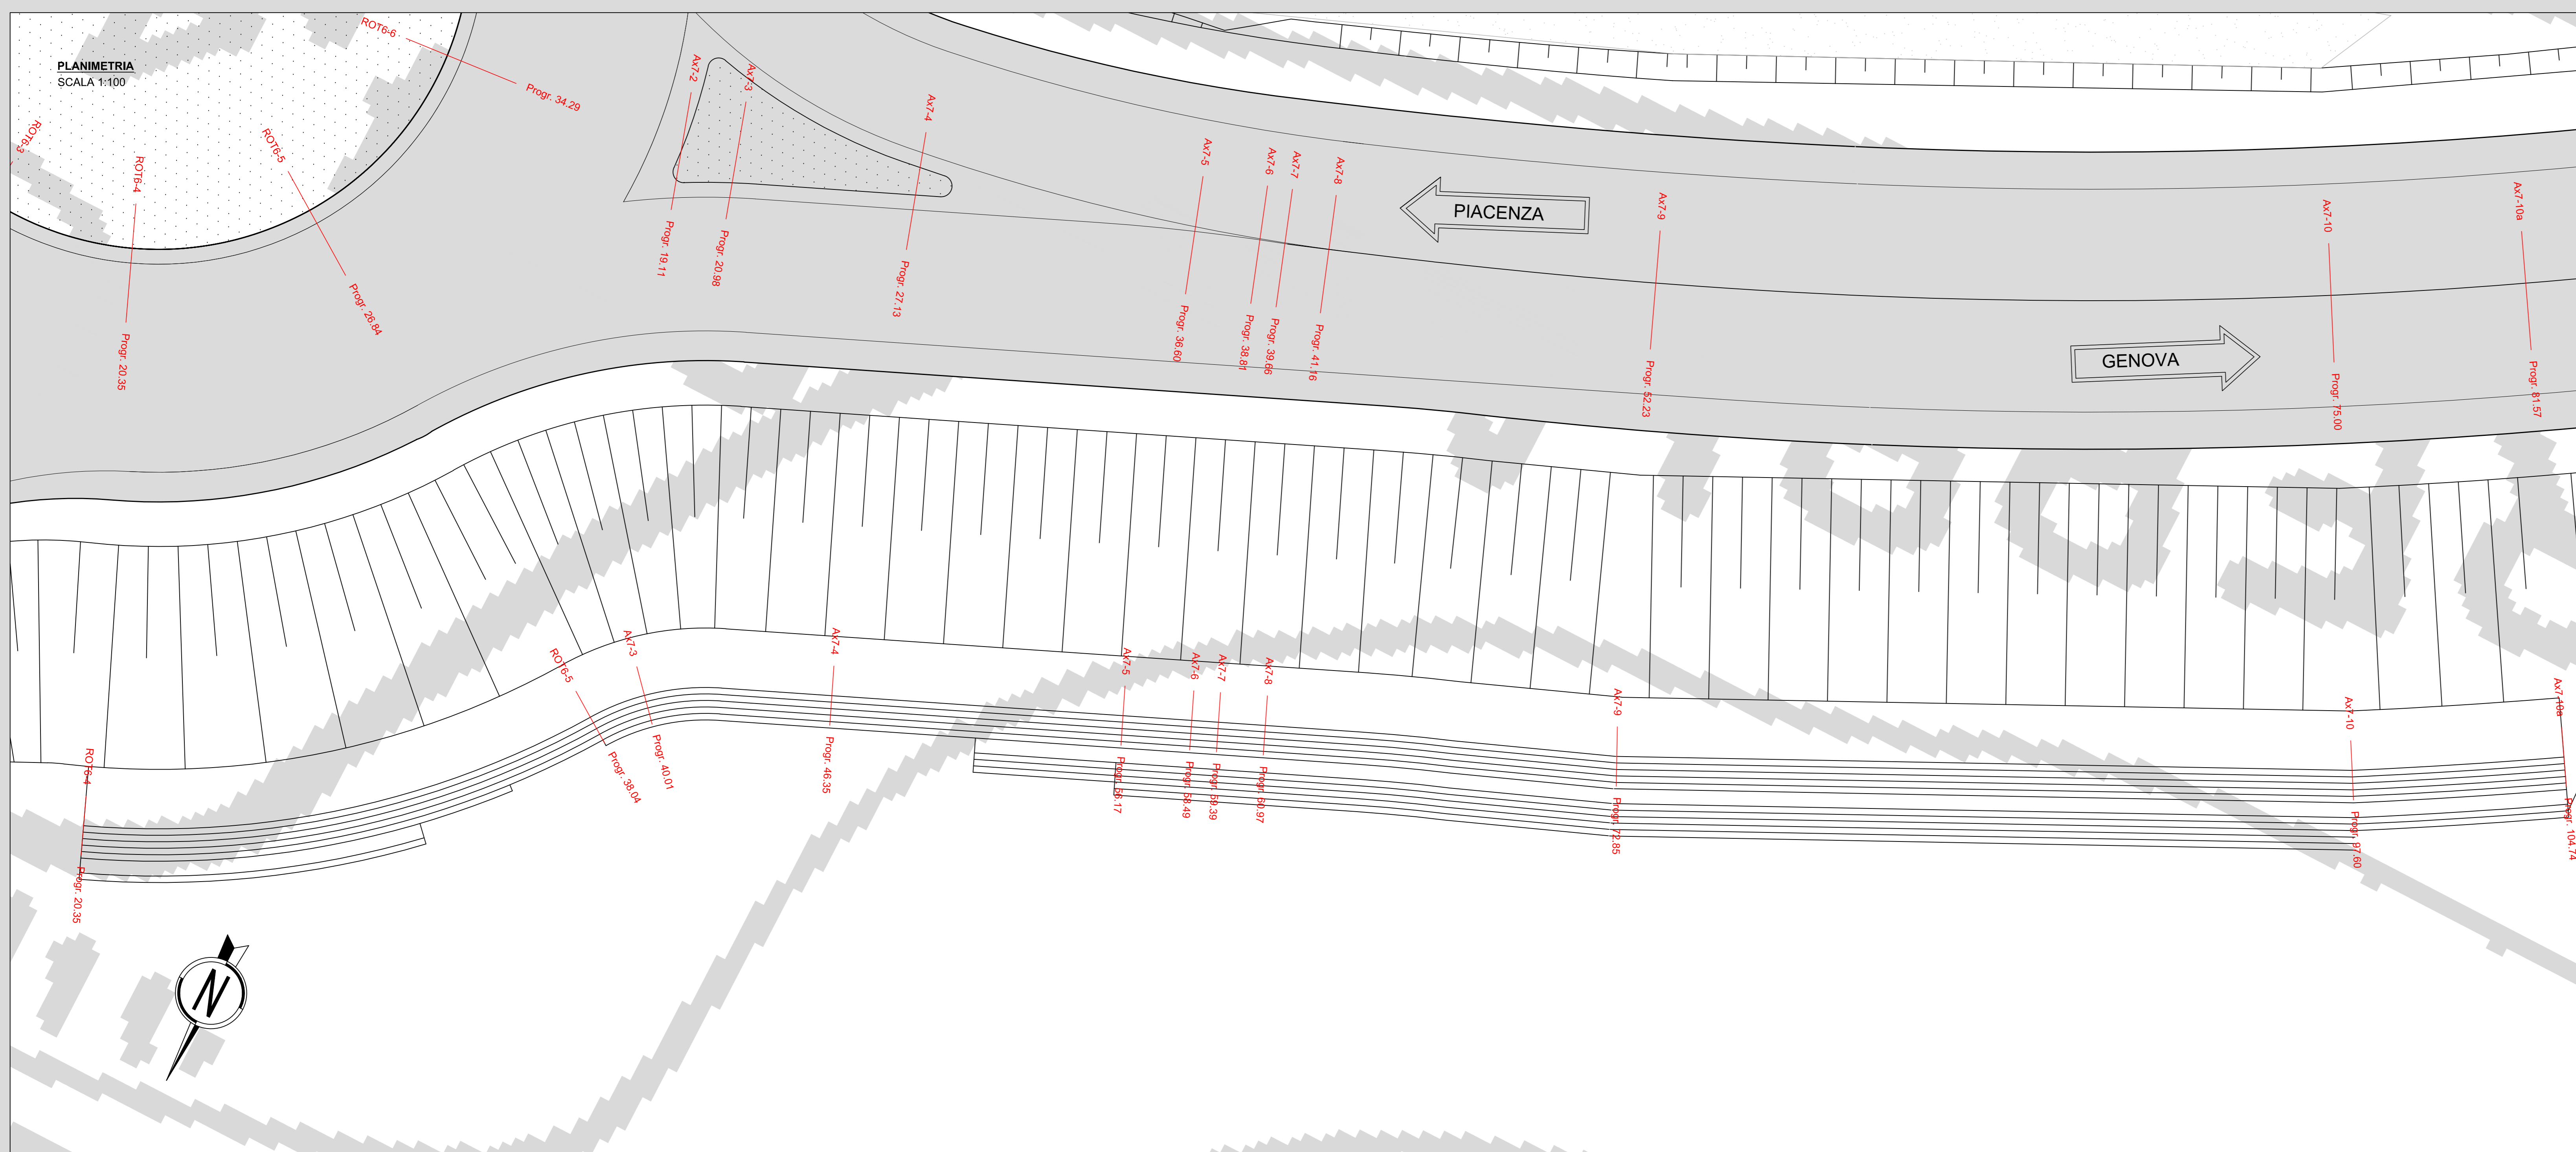 PLANIMETRIA
SCALA 1:100
ROT6-6
Progr. 34.29
ROT6-3
ROT6-4
Progr. 20.35
ROT6-5
Progr. 26.84
Ax7-2
Progr. 19.11
Ax7-3
Progr. 20.98
Ax7-4
Progr. 27.13
Ax7-5
Progr. 36.60
Ax7-6
Progr. 38.81
Ax7-7
Progr. 39.66
Ax7-8
Progr. 41.16
PIACENZA
Ax7-9
Progr. 52.23
GENOVA
Ax7-10
Progr. 75.00
Ax7-10a
Progr. 81.57
ROT6-4
Progr. 20.35
ROT6-5
Progr. 38.04
Ax7-3
Progr. 40.01
Ax7-4
Progr. 46.35
Ax7-5
Progr. 56.17
Ax7-6
Progr. 58.49
Ax7-7
Progr. 59.39
Ax7-8
Progr. 60.97
Ax7-9
Progr. 72.85
Ax7-10
Progr. 97.60
Ax7-10a
Progr. 104.74
N